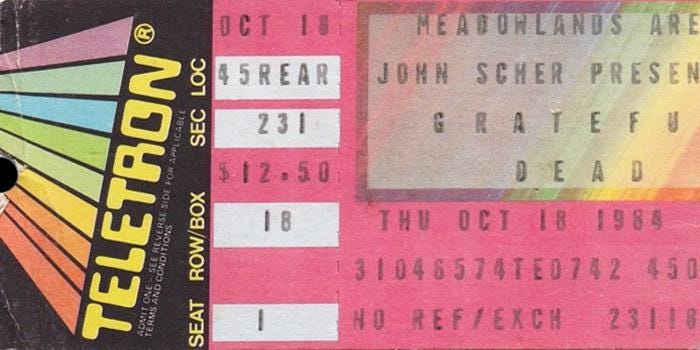 TELETRON®
ADMIT ONE - SEE REVERSE SIDE FOR APPLICABLE
TERMS AND CONDITIONS
SEAT ROW/BOX SEC LOC
OCT 18
45REAR
231
$12.50
18
1
MEADOWLANDS ARE
JOHN SCHER PRESEN
GRATEFU
DEAD
THU OCT 18 1984
31046574TE0742 450
NO REF/EXCH 23118